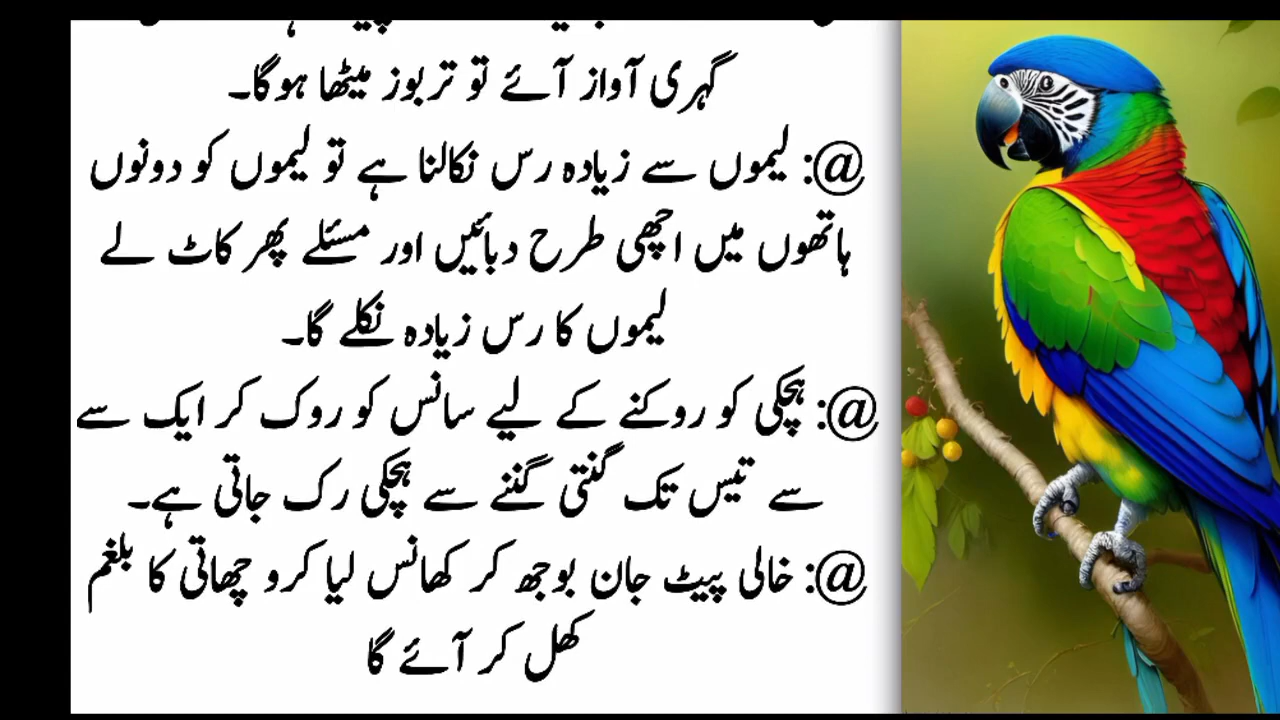 گہری آواز آئے تو تربوز میٹھا ہوگا۔
@: لیموں سے زیادہ رس نکالنا ہے تو لیموں کو دونوں
ہاتھوں میں اچھی طرح دبائیں اور مسئلے پھر کاٹ لے
لیموں کا رس زیادہ نکلے گا۔
@: ہچکی کو روکنے کے لیے سانس کو روک کر ایک سے
سے تیس تک گنتی گننے سے ہچکی رک جاتی ہے۔
@: خالی پیٹ جان بوجھ کر کھانس لیا کرو چھاتی کا بلغم
کھل کر آئے گا